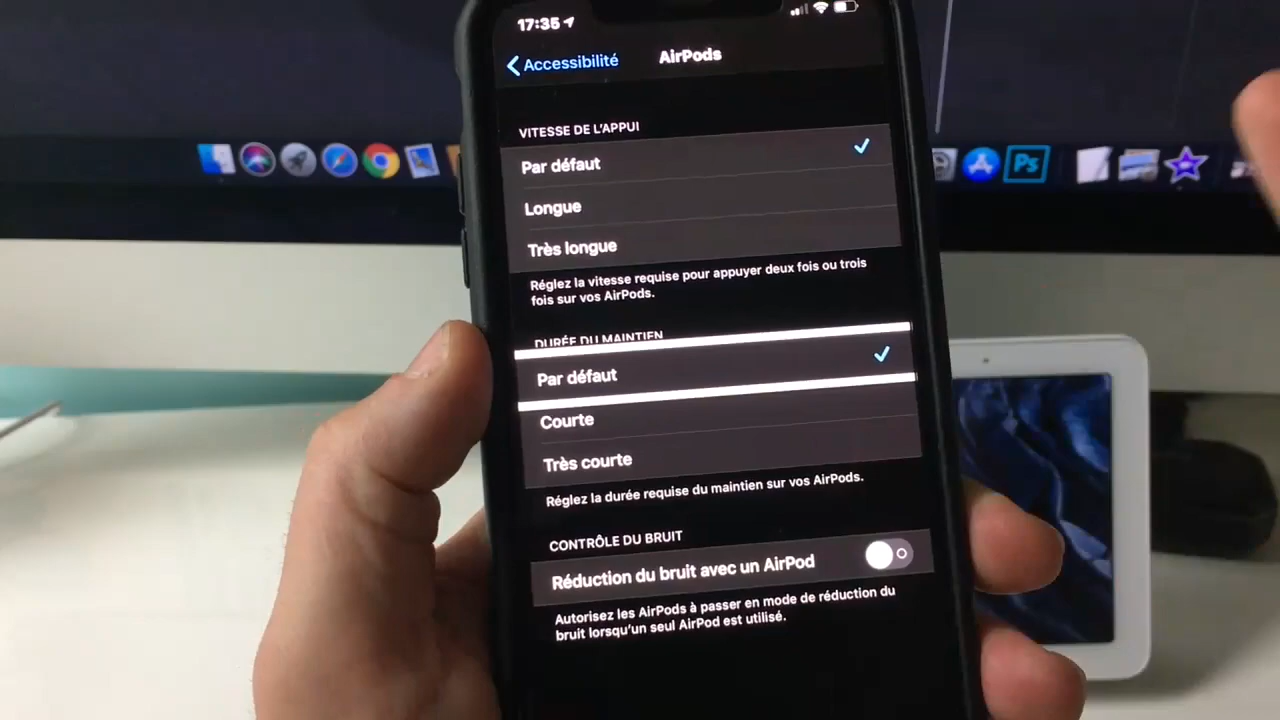 17:35
Accessibilité
AirPods
VITESSE DE L'APPUI
Par défaut
Longue
Très longue
Réglez la vitesse requise pour appuyer deux fois ou trois
fois sur vos AirPods.
DURÉE DU MAINTIEN
Par défaut
Courte
Très courte
Réglez la durée requise du maintien sur vos AirPods.
CONTRÔLE DU BRUIT
Réduction du bruit avec un AirPod
Autorisez les AirPods à passer en mode de réduction du
bruit lorsqu'un seul AirPod est utilisé.
Ps